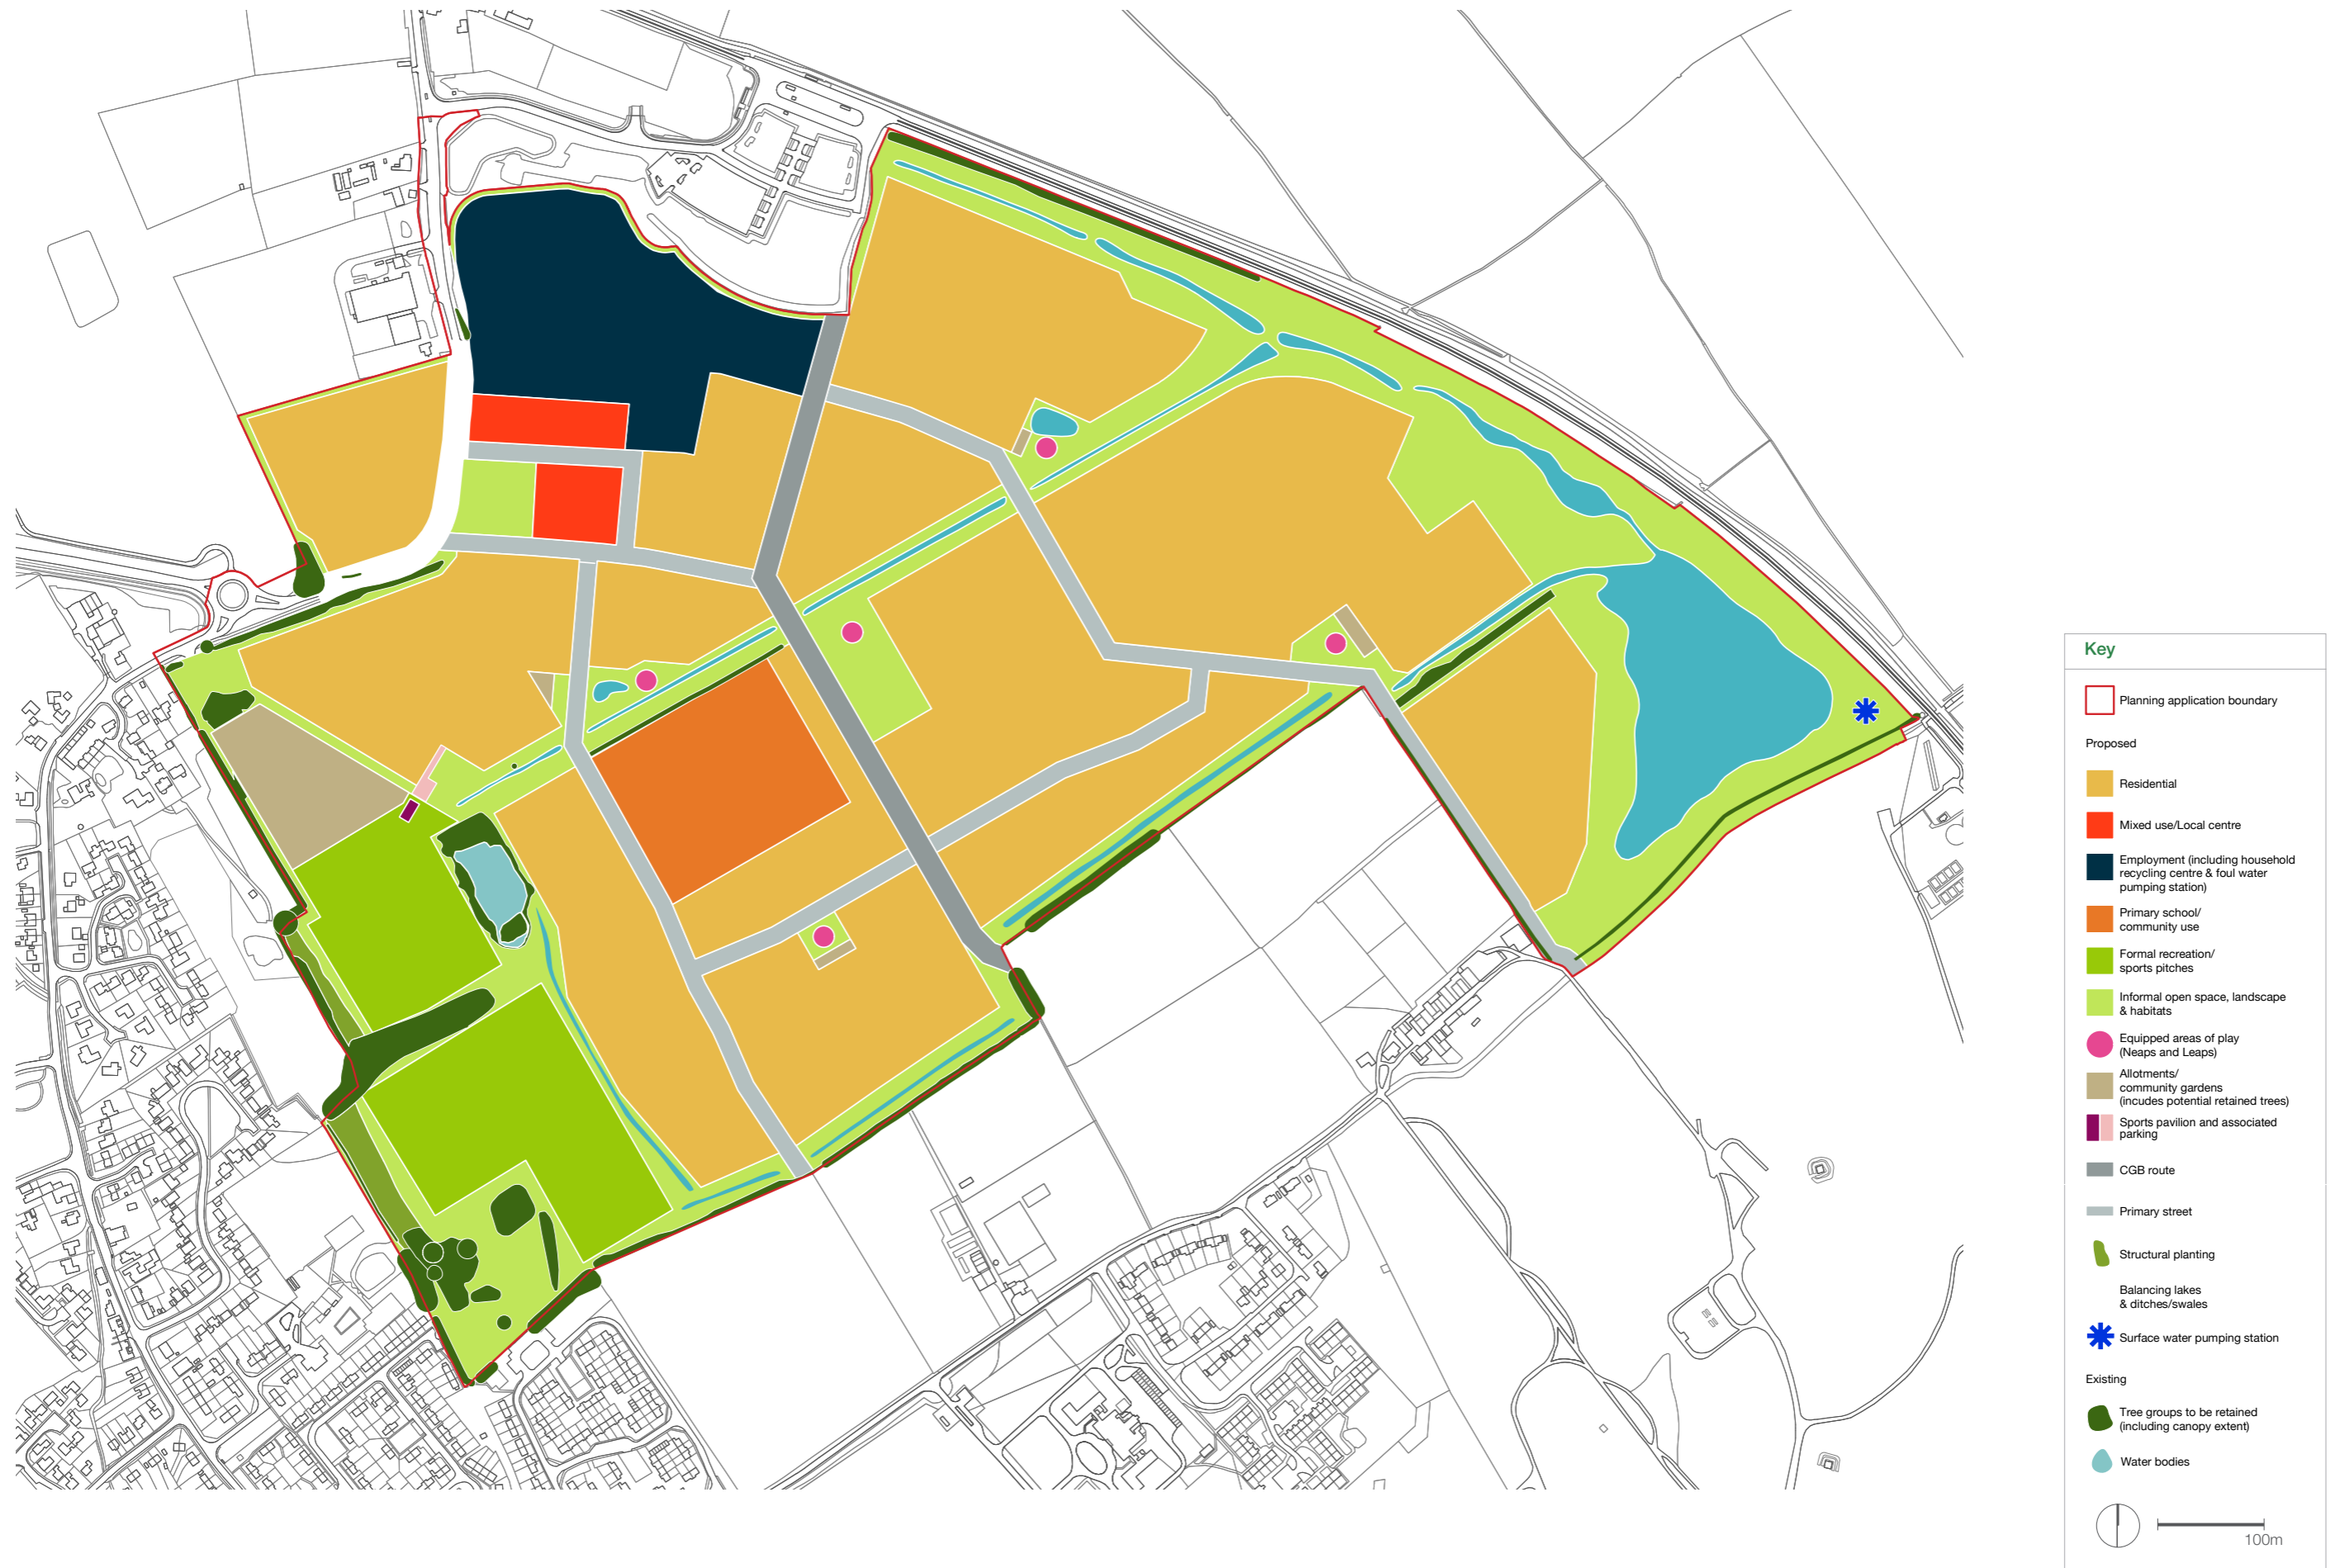 Key
Planning application boundary
Proposed
Residential
Mixed use/Local centre
Employment (including household
recycling centre & foul water
pumping station)
Primary school/
community use
Formal recreation/
sports pitches
Informal open space, landscape
& habitats
Equipped areas of play
(Neaps and Leaps)
Allotments/
community gardens
(incudes potential retained trees)
Sports pavilion and associated
parking
CGB route
Primary street
Structural planting
Balancing lakes
& ditches/swales
Surface water pumping station
Existing
Tree groups to be retained
(including canopy extent)
Water bodies
100m